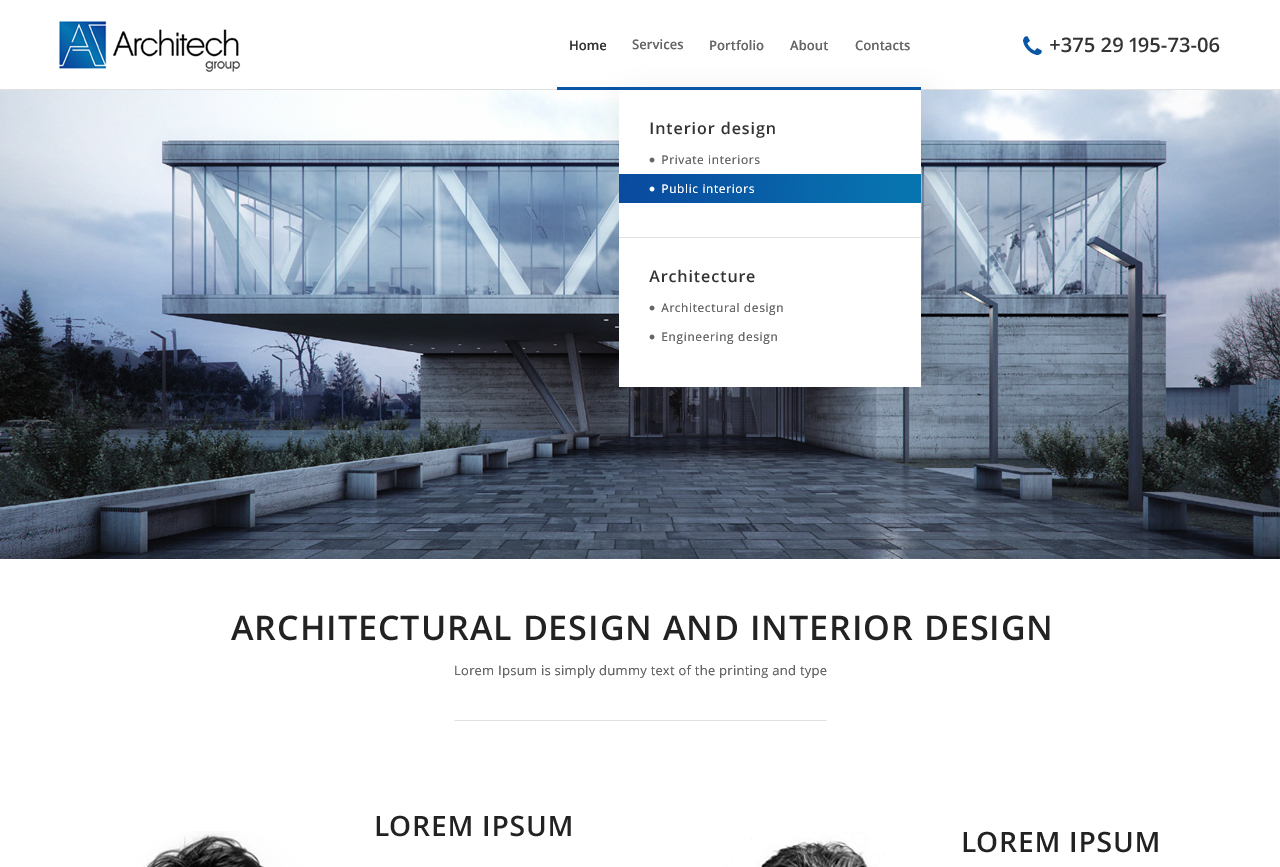 Architech
group
Home Services Portfolio About Contacts
+375 29 195-73-06
Interior design
Private interiors
Public interiors
Architecture
Architectural design
Engineering design
ARCHITECTURAL DESIGN AND INTERIOR DESIGN
Lorem Ipsum is simply dummy text of the printing and type
LOREM IPSUM
LOREM IPSUM